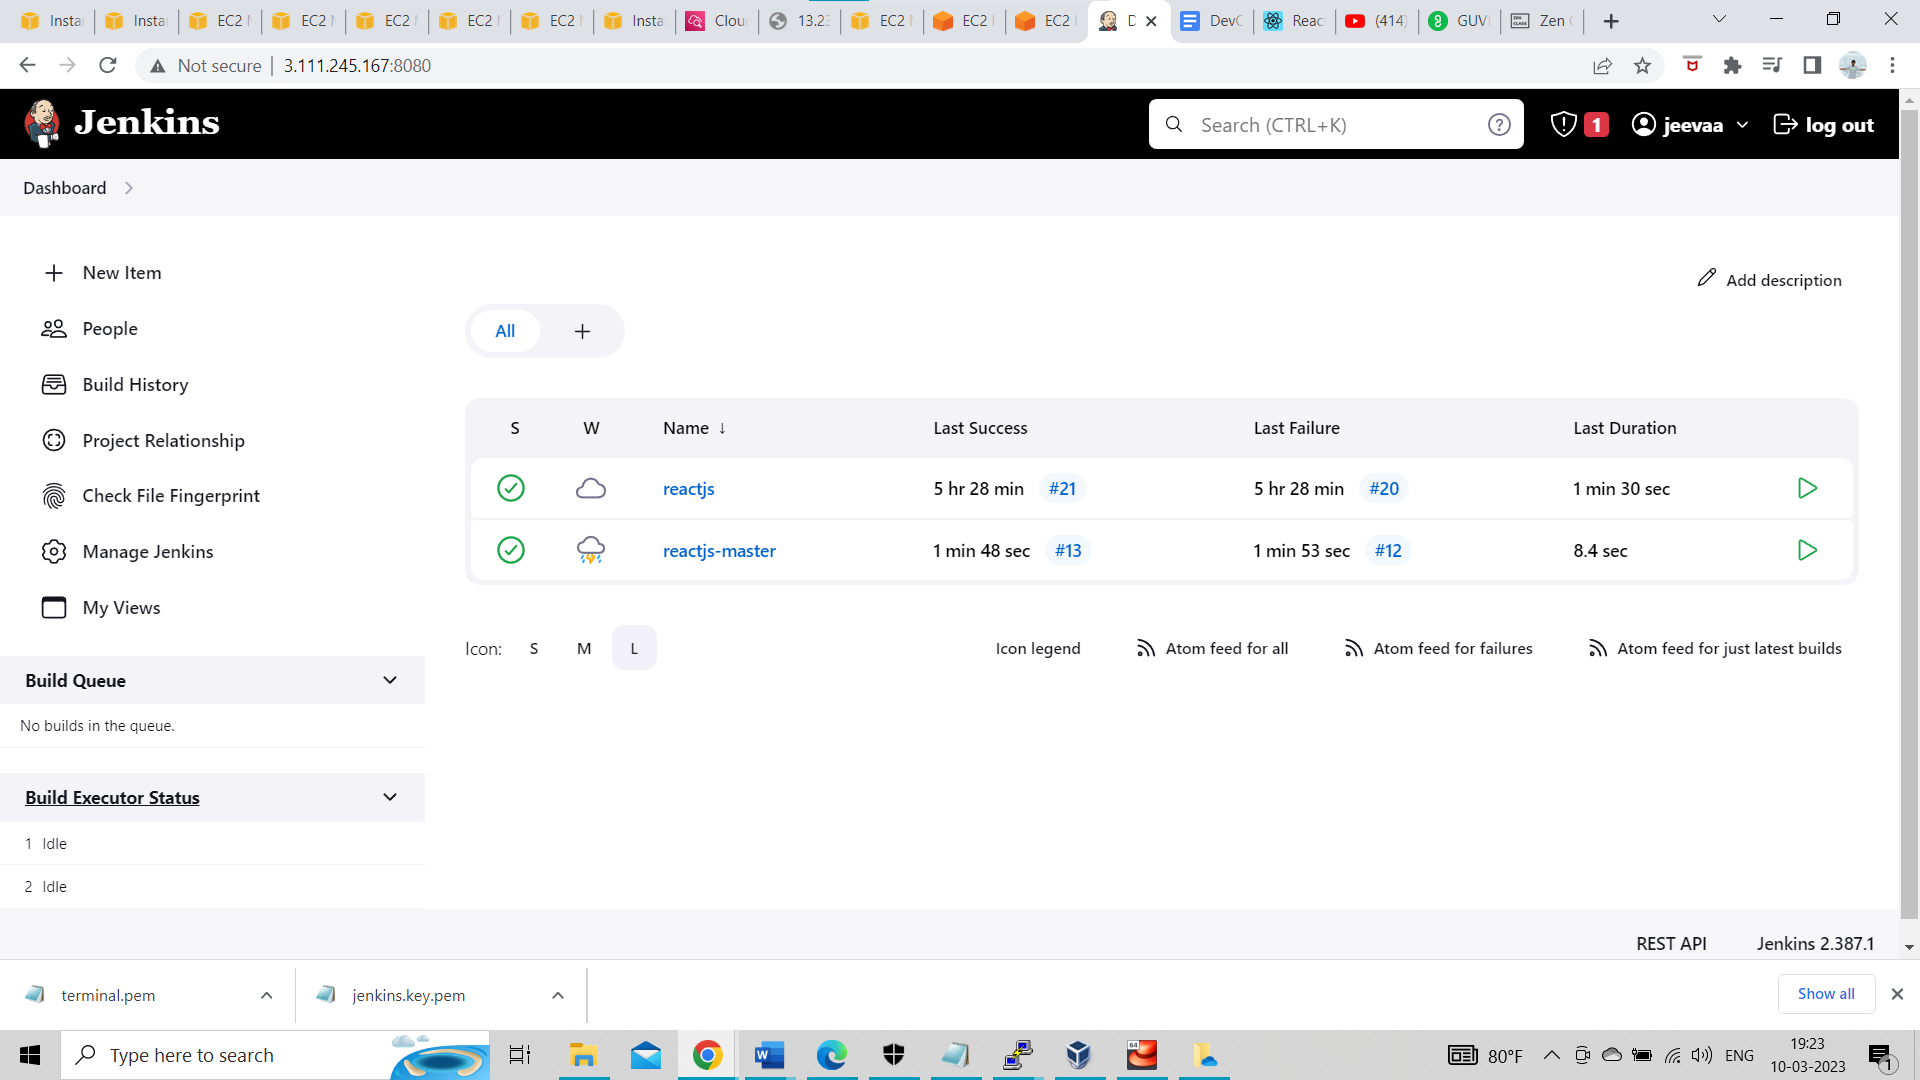 Insta
Insta
EC2
EC2
EC2
EC2
EC2
Insta
Clou
13.23
EC2
EC2
EC2
D
DevO
Reac
(414)
GUVI
Zen
Not secure
3.111.245.167:8080
Jenkins
Search (CTRL+K)
?
1
jeevaa
log out
Dashboard
New Item
Add description
People
All
+
Build History
S W Name ↓ Last Success Last Failure Last Duration
Project Relationship
reactjs 5 hr 28 min #21 5 hr 28 min #20 1 min 30 sec
Check File Fingerprint
reactjs-master 1 min 48 sec #13 1 min 53 sec #12 8.4 sec
Manage Jenkins
My Views
Icon: S M L
Icon legend
Atom feed for all
Atom feed for failures
Atom feed for just latest builds
Build Queue
No builds in the queue.
Build Executor Status
1 Idle
2 Idle
REST API
Jenkins 2.387.1
terminal.pem
jenkins.key.pem
Show all
Type here to search
64
80°F
ENG
19:23
10-03-2023
1